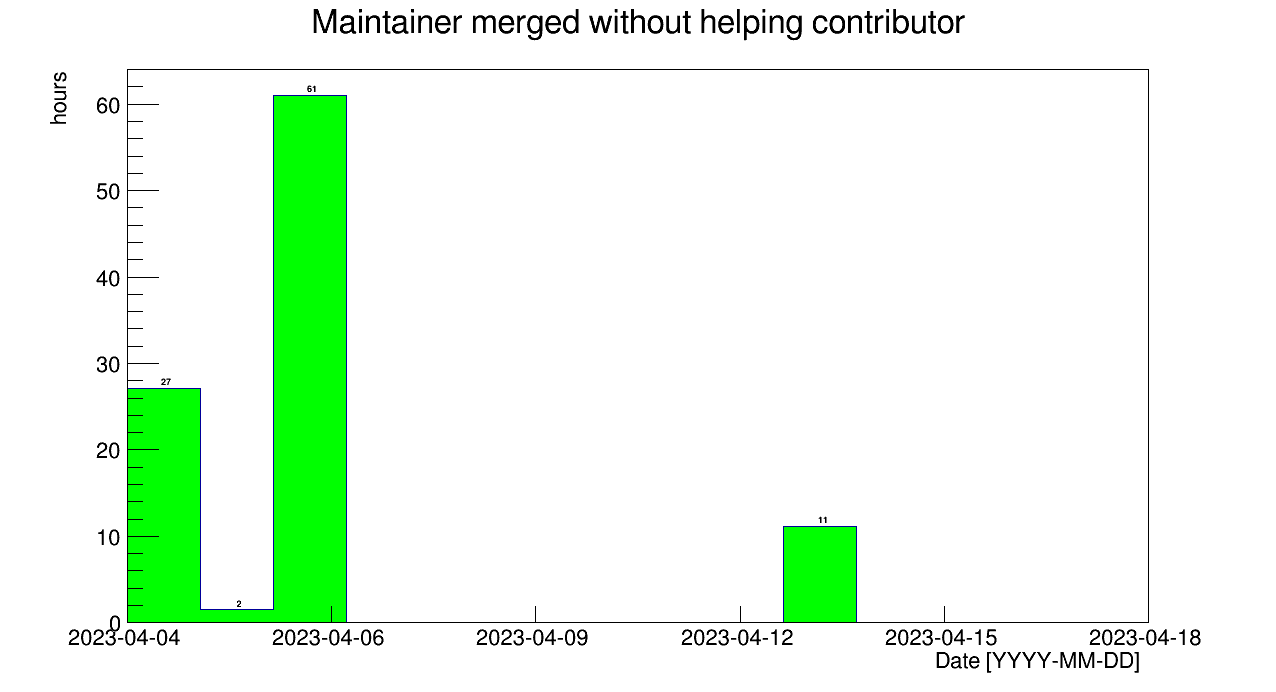 Maintainer merged without helping contributor
hours
60
50
40
30
20
10
0
61
27
2
11
2023-04-04 2023-04-06 2023-04-09 2023-04-12 2023-04-15 2023-04-18
Date [YYYY-MM-DD]